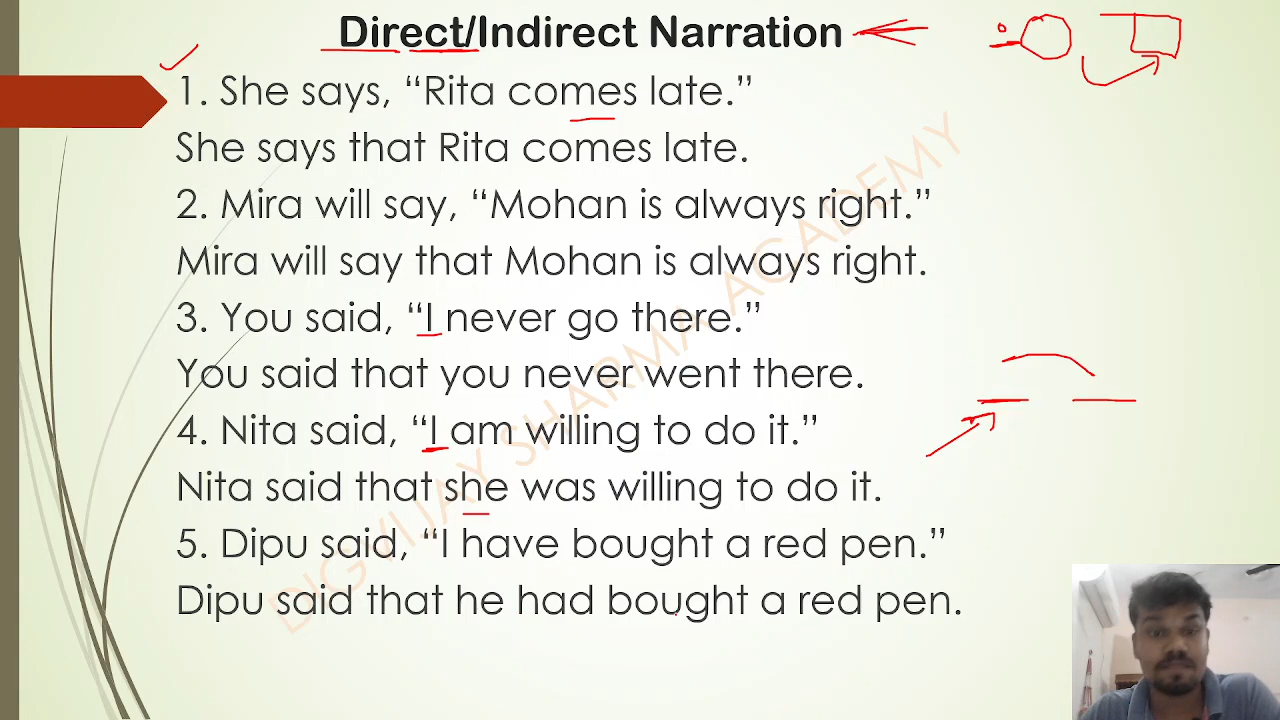 Direct/Indirect Narration
1. She says, “Rita comes late.”
She says that Rita comes late.
2. Mira will say, “Mohan is always right.”
Mira will say that Mohan is always right.
3. You said, “I never go there.”
You said that you never went there.
4. Nita said, “I am willing to do it.”
Nita said that she was willing to do it.
5. Dipu said, “I have bought a red pen.”
Dipu said that he had bought a red pen.
DIGVIJAY SHARMA ACADEMY